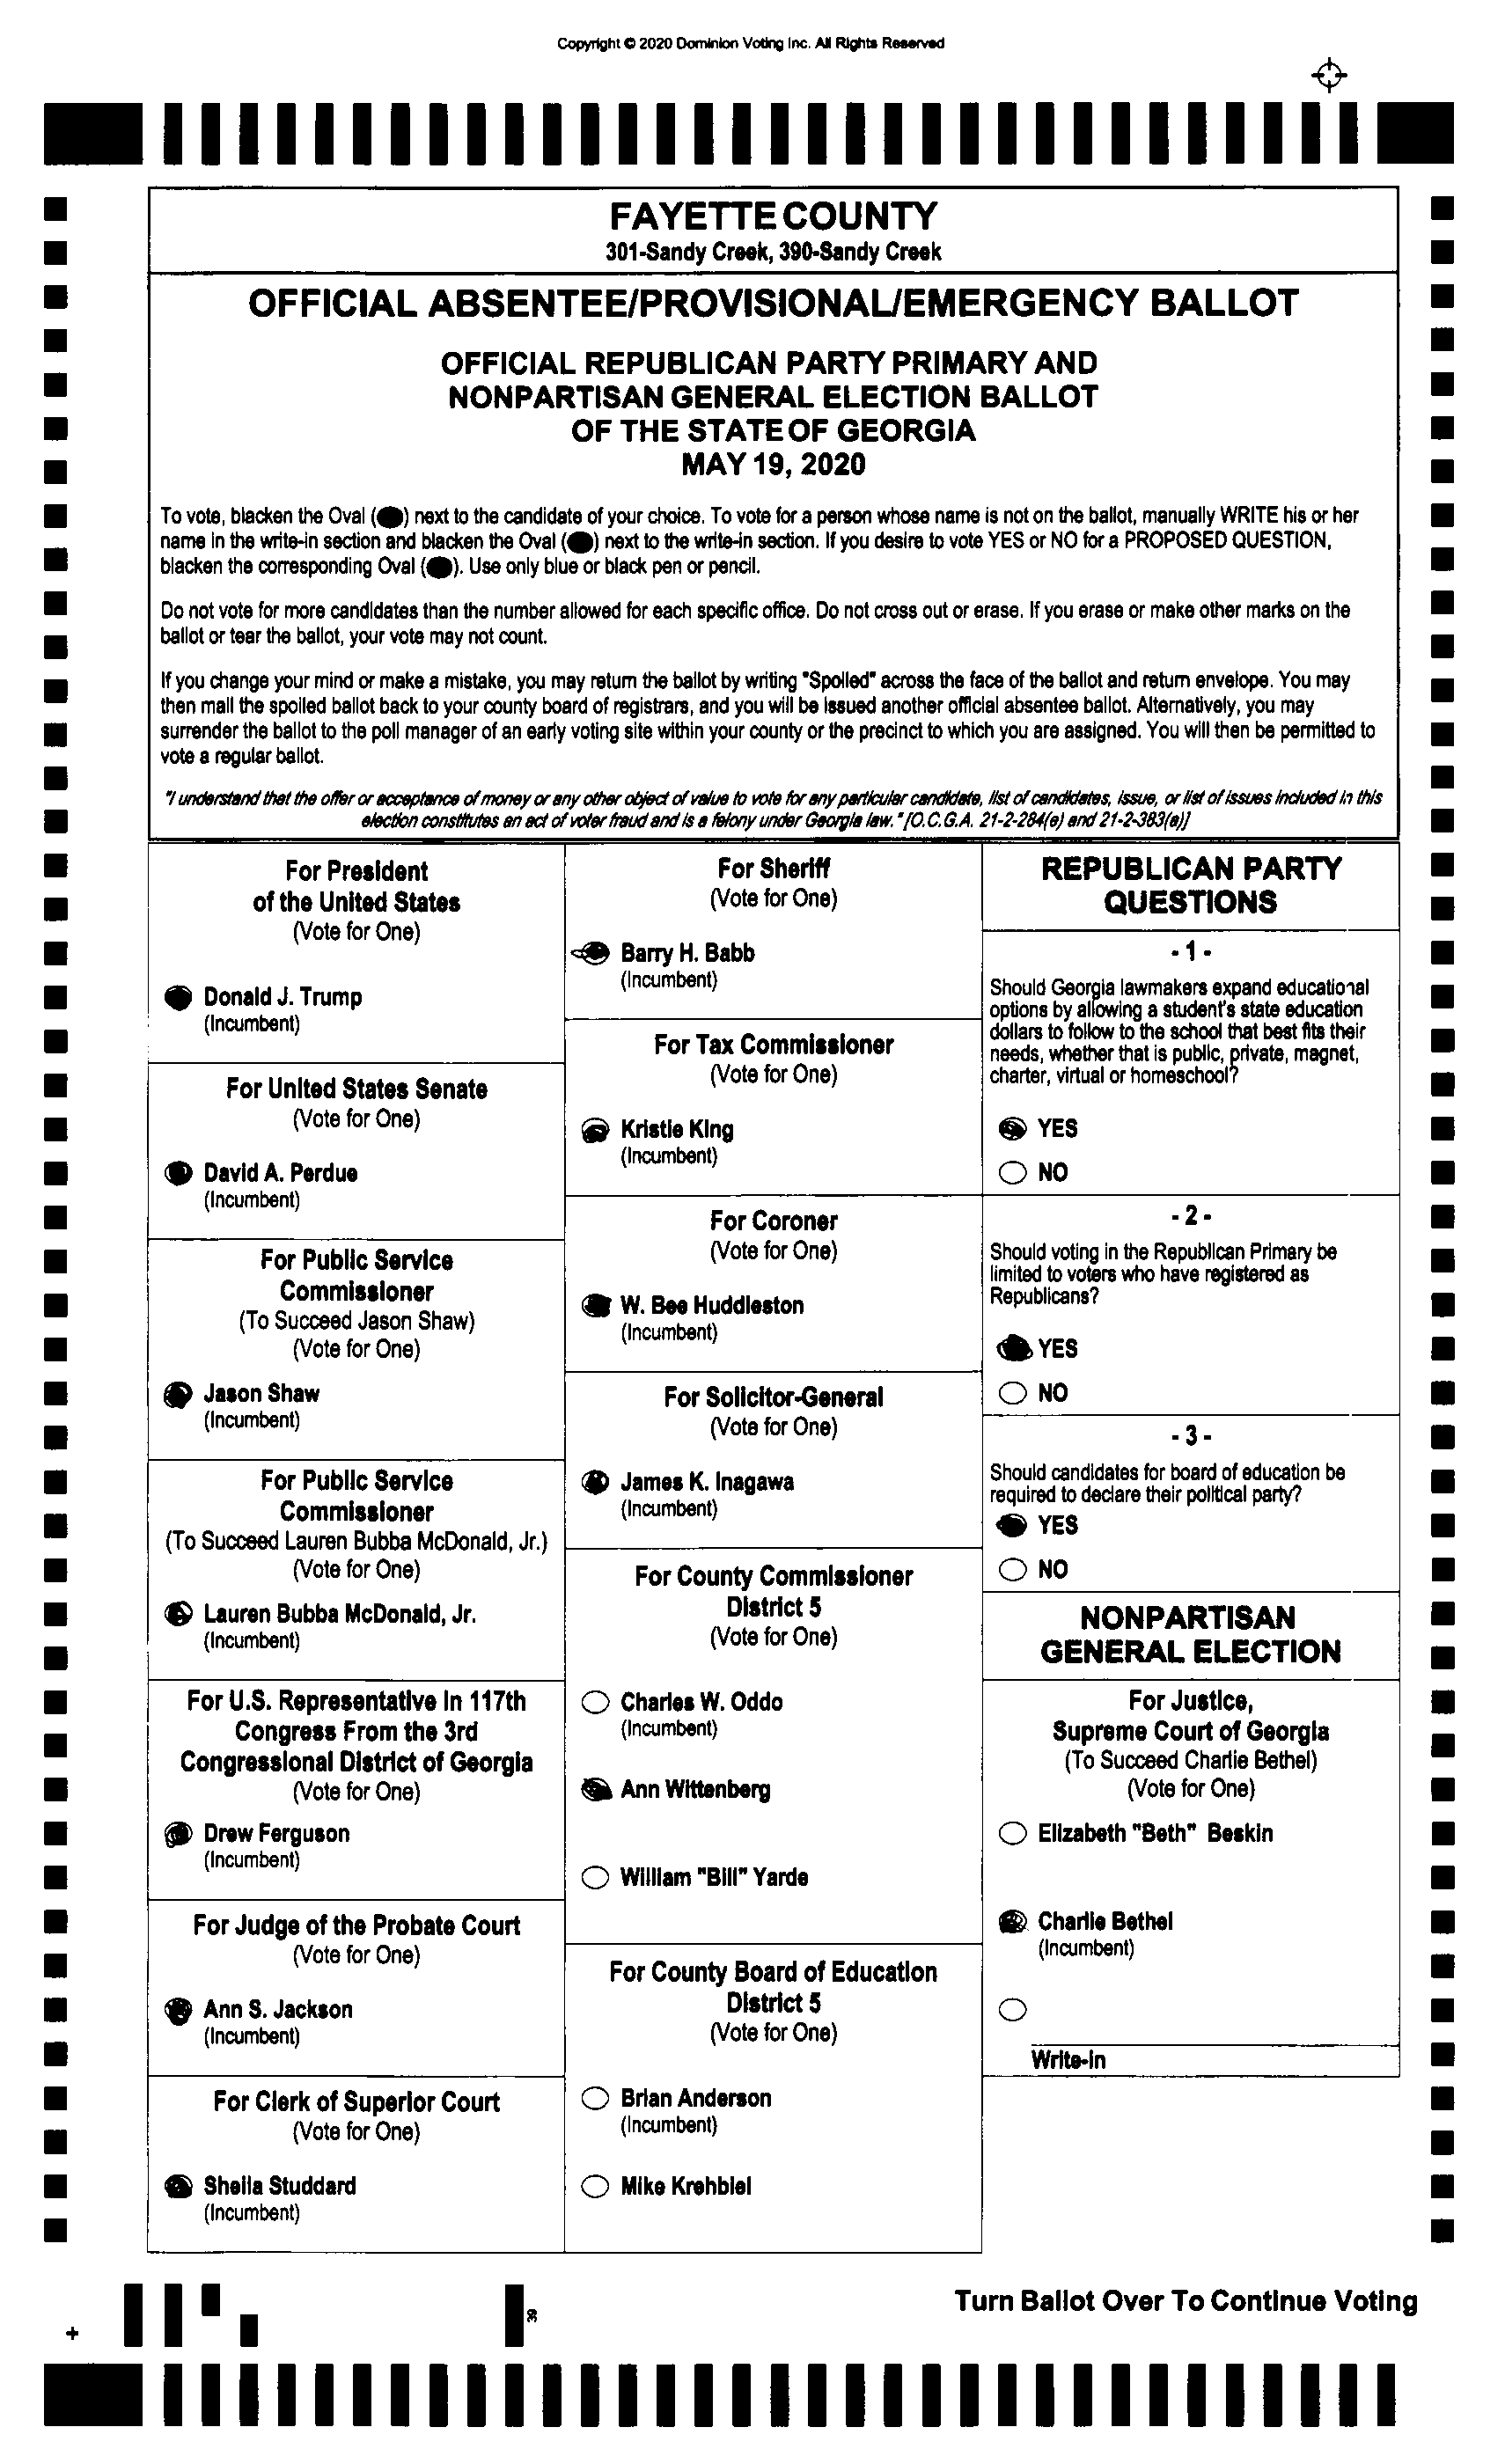 Copyright © 2020 Dominion Voting Inc. All Rights Reserved
FAYETTE COUNTY
301-Sandy Creek, 390-Sandy Creek
OFFICIAL ABSENTEE/PROVISIONAL/EMERGENCY BALLOT
OFFICIAL REPUBLICAN PARTY PRIMARY AND
NONPARTISAN GENERAL ELECTION BALLOT
OF THE STATE OF GEORGIA
MAY 19, 2020
To vote, blacken the Oval ( ) next to the candidate of your choice. To vote for a person whose name is not on the ballot, manually WRITE his or her
name in the write-in section and blacken the Oval ( ) next to the write-in section. If you desire to vote YES or NO for a PROPOSED QUESTION,
blacken the corresponding Oval ( ). Use only blue or black pen or pencil.
Do not vote for more candidates than the number allowed for each specific office. Do not cross out or erase. If you erase or make other marks on the
ballot or tear the ballot, your vote may not count.
If you change your mind or make a mistake, you may return the ballot by writing "Spoiled" across the face of the ballot and return envelope. You may
then mail the spoiled ballot back to your county board of registrars, and you will be issued another official absentee ballot. Alternatively, you may
surrender the ballot to the poll manager of an early voting site within your county or the precinct to which you are assigned. You will then be permitted to
vote a regular ballot.
"I understand that the offer or acceptance of money or any other object of value to vote for any particular candidate, list of candidates, issue, or list of issues included in this
election constitutes an act of voter fraud and is a felony under Georgia law." [O.C.G.A. 21-2-284(e) and 21-2-383(a)]
For President
of the United States
(Vote for One)
Donald J. Trump
(Incumbent)
For United States Senate
(Vote for One)
David A. Perdue
(Incumbent)
For Public Service
Commissioner
(To Succeed Jason Shaw)
(Vote for One)
Jason Shaw
(Incumbent)
For Public Service
Commissioner
(To Succeed Lauren Bubba McDonald, Jr.)
(Vote for One)
Lauren Bubba McDonald, Jr.
(Incumbent)
For U.S. Representative in 117th
Congress From the 3rd
Congressional District of Georgia
(Vote for One)
Drew Ferguson
(Incumbent)
For Judge of the Probate Court
(Vote for One)
Ann S. Jackson
(Incumbent)
For Clerk of Superior Court
(Vote for One)
Sheila Studdard
(Incumbent)
For Sheriff
(Vote for One)
Barry H. Babb
(Incumbent)
For Tax Commissioner
(Vote for One)
Kristie King
(Incumbent)
For Coroner
(Vote for One)
W. Bee Huddleston
(Incumbent)
For Solicitor-General
(Vote for One)
James K. Inagawa
(Incumbent)
For County Commissioner
District 5
(Vote for One)
Charles W. Oddo
(Incumbent)
Ann Wittenberg
William "Bill" Yarde
For County Board of Education
District 5
(Vote for One)
Brian Anderson
(Incumbent)
Mike Krehbiel
REPUBLICAN PARTY
QUESTIONS
- 1 -
Should Georgia lawmakers expand educational
options by allowing a student's state education
dollars to follow to the school that best fits their
needs, whether that is public, private, magnet,
charter, virtual or homeschool?
YES
NO
- 2 -
Should voting in the Republican Primary be
limited to voters who have registered as
Republicans?
YES
NO
- 3 -
Should candidates for board of education be
required to declare their political party?
YES
NO
NONPARTISAN
GENERAL ELECTION
For Justice,
Supreme Court of Georgia
(To Succeed Charlie Bethel)
(Vote for One)
Elizabeth "Beth" Beskin
Charlie Bethel
(Incumbent)
Write-in
Turn Ballot Over To Continue Voting
39
+